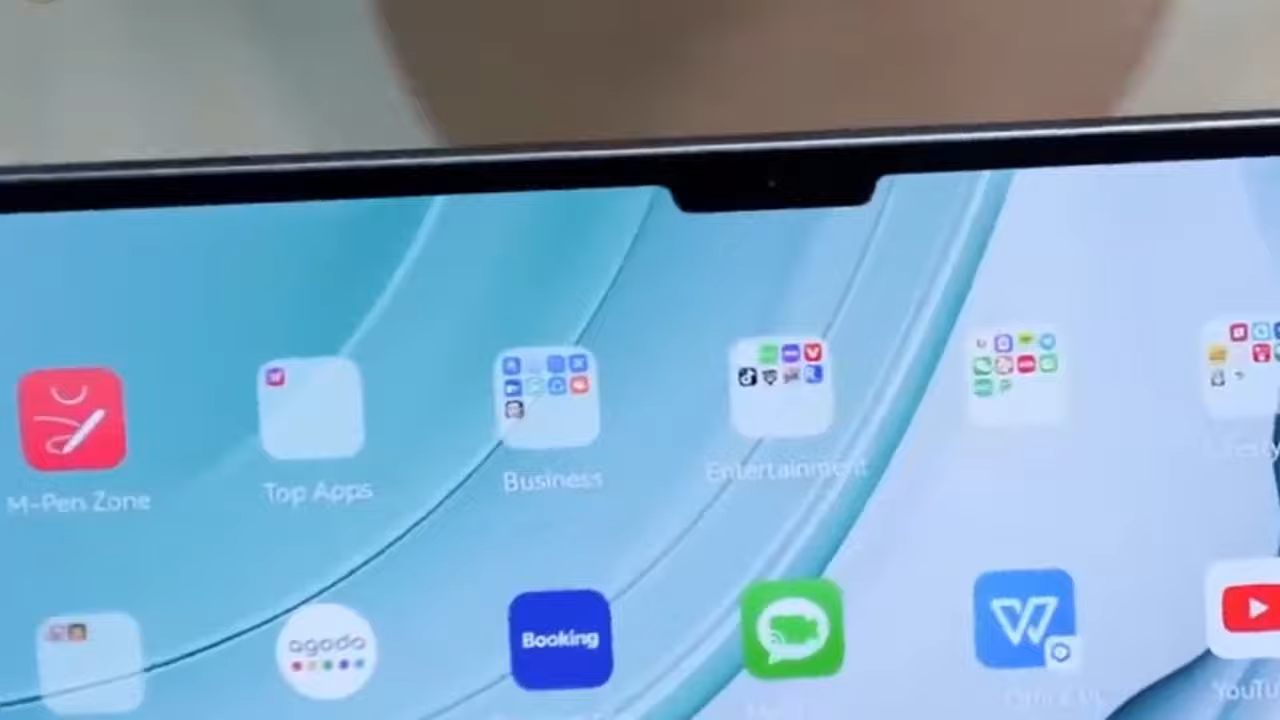 M-Pen Zone
Top Apps
Business
Entertainment
agoda
Booking